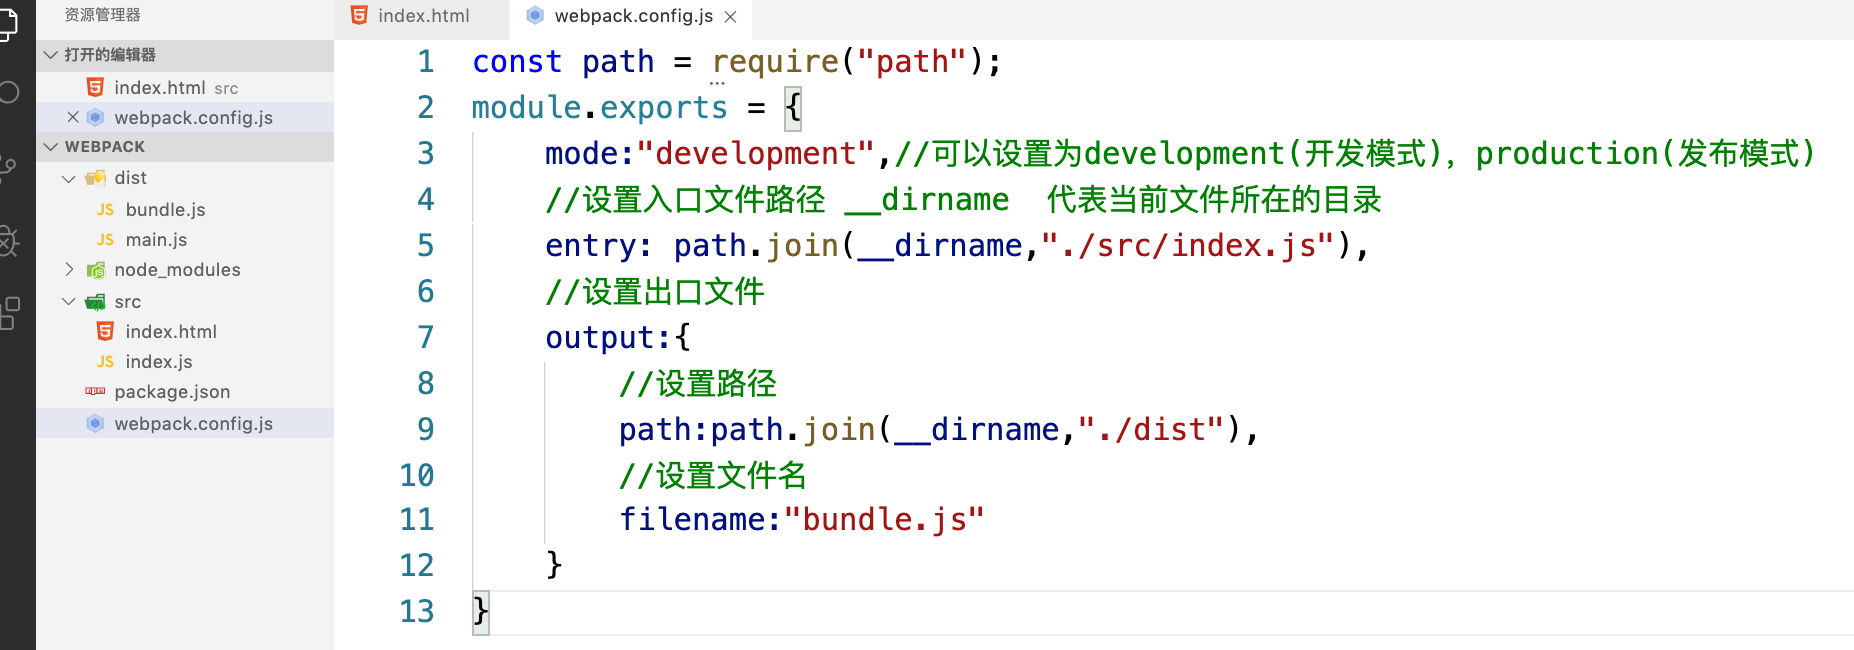 资源管理器
打开的编辑器
index.html src
webpack.config.js
WEBPACK
dist
JS bundle.js
JS main.js
node_modules
src
index.html
JS index.js
package.json
webpack.config.js
index.html
webpack.config.js
1 const path = require("path");
2 module.exports = {
3 mode:"development",//可以设置为development(开发模式), production(发布模式)
4 //设置入口文件路径 __dirname  代表当前文件所在的目录
5 entry: path.join(__dirname,"./src/index.js"),
6 //设置出口文件
7 output:{
8 //设置路径
9 path:path.join(__dirname,"./dist"),
10 //设置文件名
11 filename:"bundle.js"
12 }
13 }